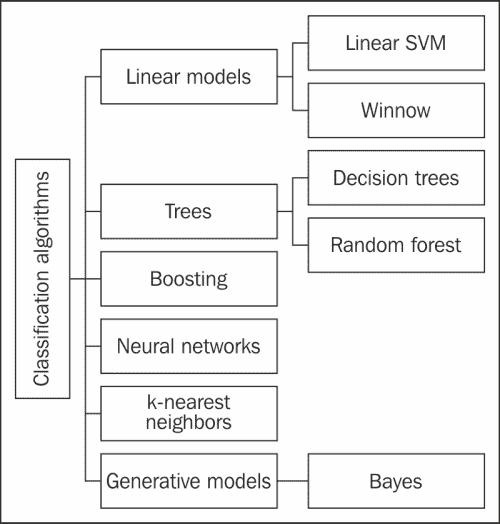 Classification algorithms
Linear models
Linear SVM
Winnow
Trees
Decision trees
Random forest
Boosting
Neural networks
k-nearest
neighbors
Generative models
Bayes